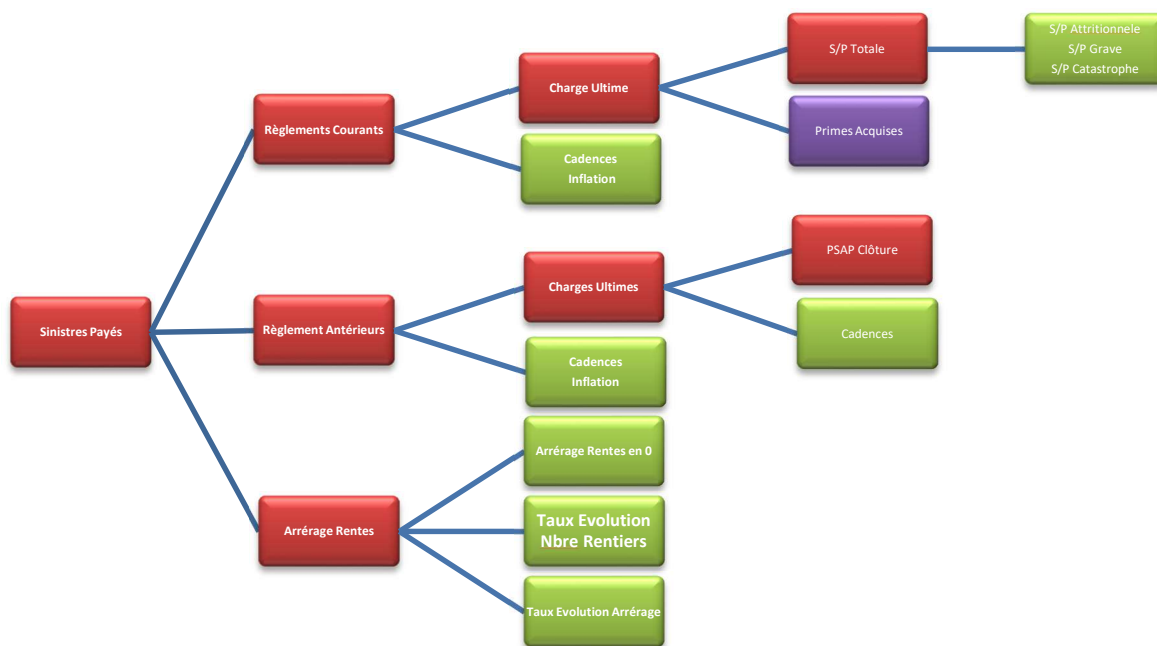 S/P Attritionnele
S/P Grave
S/P Catastrophe
S/P Totale
Charge Ultime
Règlements Courants
Primes Acquises
Cadences
Inflation
PSAP Clôture
Charges Ultimes
Sinistres Payés
Règlement Antérieurs
Cadences
Cadences
Inflation
Arrérage Rentes en 0
Arrérage Rentes
Taux Evolution
Nbre Rentiers
Taux Evolution Arrérage